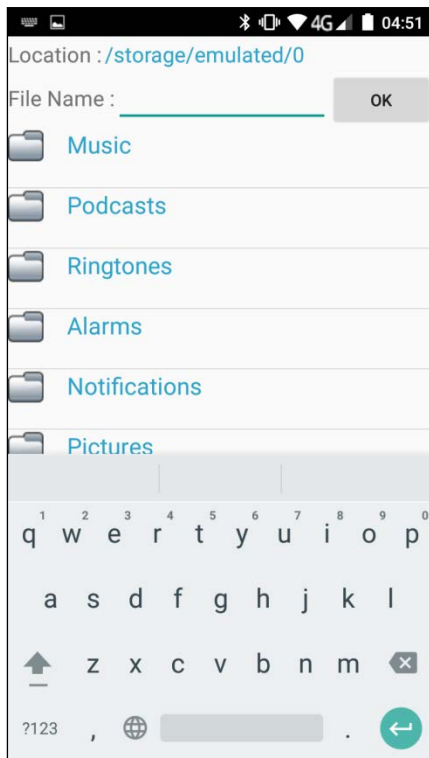 4G 04:51
Location : /storage/emulated/0
File Name : OK
Music
Podcasts
Ringtones
Alarms
Notifications
Pictures
1 2 3 4 5 6 7 8 9 0
q w e r t y u i o p
a s d f g h j k l
z x c v b n m
?123 , .